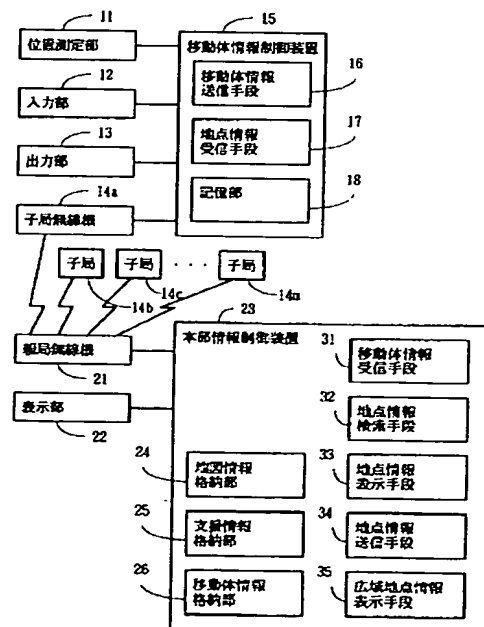 11
位置測定部
12
入力部
13
出力部
14a
子局無線機
15
移動体情報制御装置
移動体情報
送信手段
16
地点情報
受信手段
17
記憶部
18
子局
14b
子局
14c
・・・
子局
14n
親局無線機
21
表示部
22
23
本部情報制御装置
24
地図情報
格納部
25
支援情報
格納部
26
移動体情報
格納部
31
移動体情報
受信手段
32
地点情報
検索手段
33
地点情報
表示手段
34
地点情報
送信手段
35
広域地点情報
表示手段